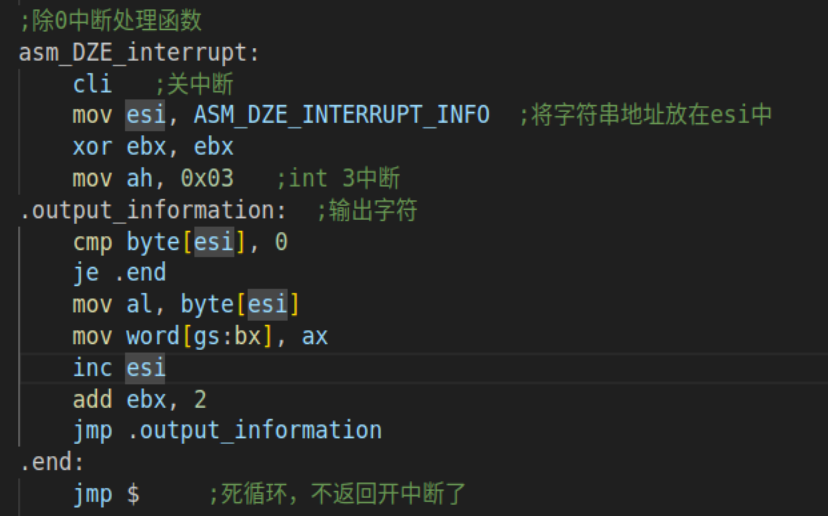 ;除0中断处理函数
asm_DZE_interrupt:
    cli   ;关中断
    mov esi, ASM_DZE_INTERRUPT_INFO  ;将字符串地址放在esi中
    xor ebx, ebx
    mov ah, 0x03   ;int 3中断
.output_information:  ;输出字符
    cmp byte[esi], 0
    je .end
    mov al, byte[esi]
    mov word[gs:bx], ax
    inc esi
    add ebx, 2
    jmp .output_information
.end:
    jmp $     ;死循环，不返回开中断了